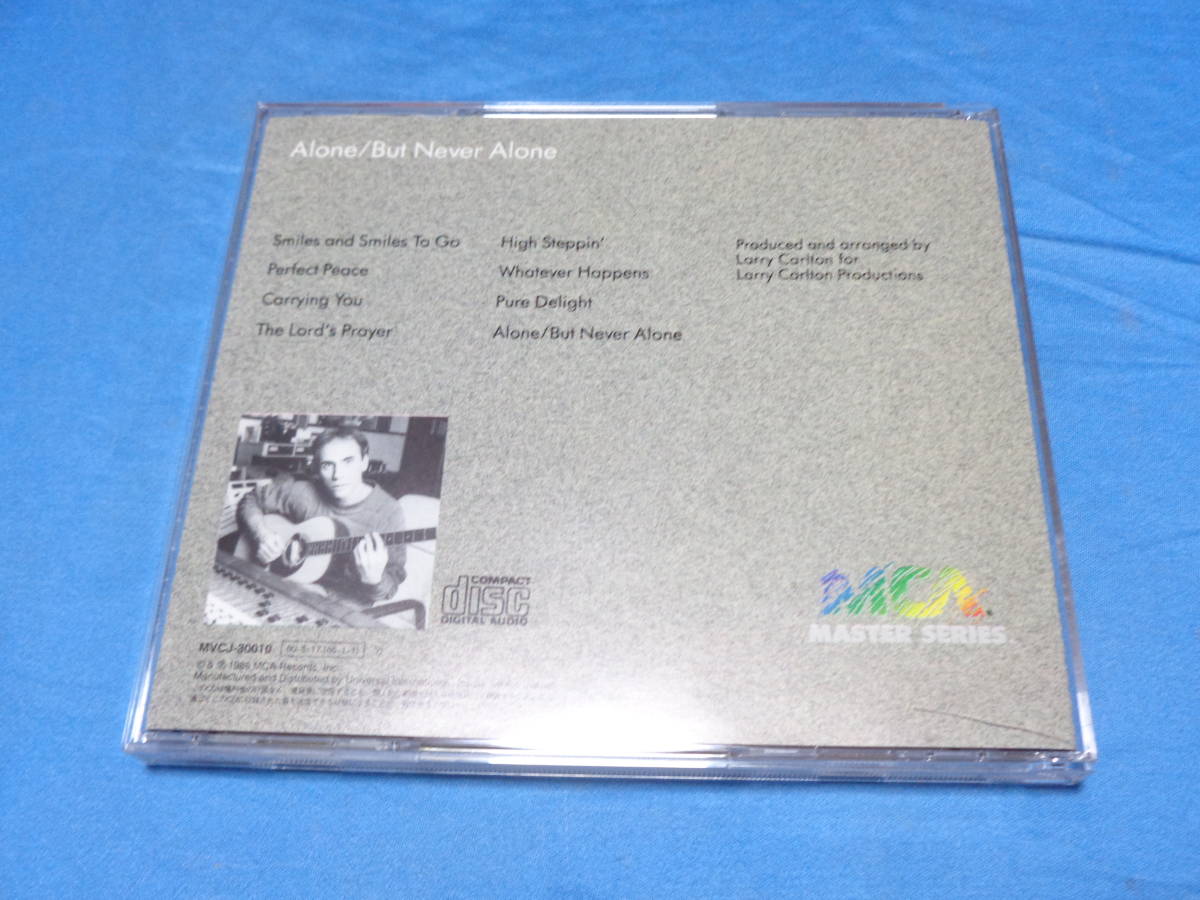 Alone/But Never Alone
Smiles and Smiles To Go
Perfect Peace
Carrying You
The Lord's Prayer
High Steppin'
Whatever Happens
Pure Delight
Alone/But Never Alone
Produced and arranged by
Larry Carlton for
Larry Carlton Productions
COMPACT
disc
DIGITAL AUDIO
MCA
MASTER SERIES
MVCJ-30010
MCA Records, Inc.
Manufactured and Distributed by Universal